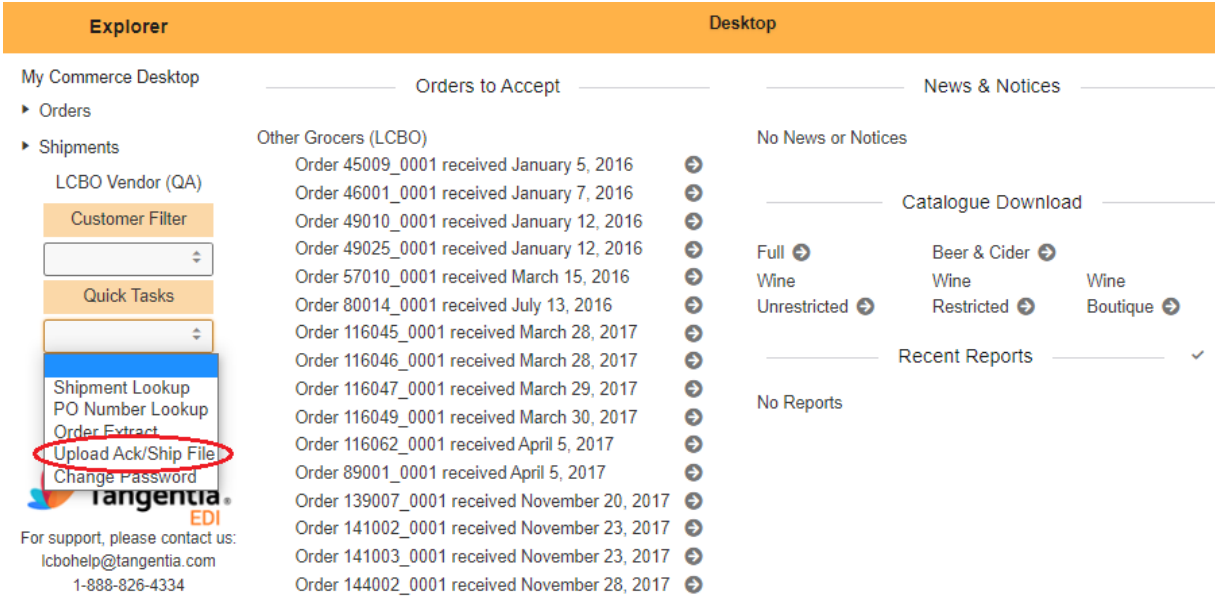 Explorer
Desktop
My Commerce Desktop
Orders
Shipments
LCBO Vendor (QA)
Customer Filter
Quick Tasks
Shipment Lookup
PO Number Lookup
Order Extract
Upload Ack/Ship File
Change Password
Tangentia
EDI
For support, please contact us:
lcbohelp@tangentia.com
1-888-826-4334
Orders to Accept
Other Grocers (LCBO)
Order 45009_0001 received January 5, 2016
Order 46001_0001 received January 7, 2016
Order 49010_0001 received January 12, 2016
Order 49025_0001 received January 12, 2016
Order 57010_0001 received March 15, 2016
Order 80014_0001 received July 13, 2016
Order 116045_0001 received March 28, 2017
Order 116046_0001 received March 28, 2017
Order 116047_0001 received March 29, 2017
Order 116049_0001 received March 30, 2017
Order 116062_0001 received April 5, 2017
Order 89001_0001 received April 5, 2017
Order 139007_0001 received November 20, 2017
Order 141002_0001 received November 23, 2017
Order 141003_0001 received November 23, 2017
Order 144002_0001 received November 28, 2017
News & Notices
No News or Notices
Catalogue Download
Full Beer & Cider
Wine Wine Wine
Unrestricted Restricted Boutique
Recent Reports
No Reports